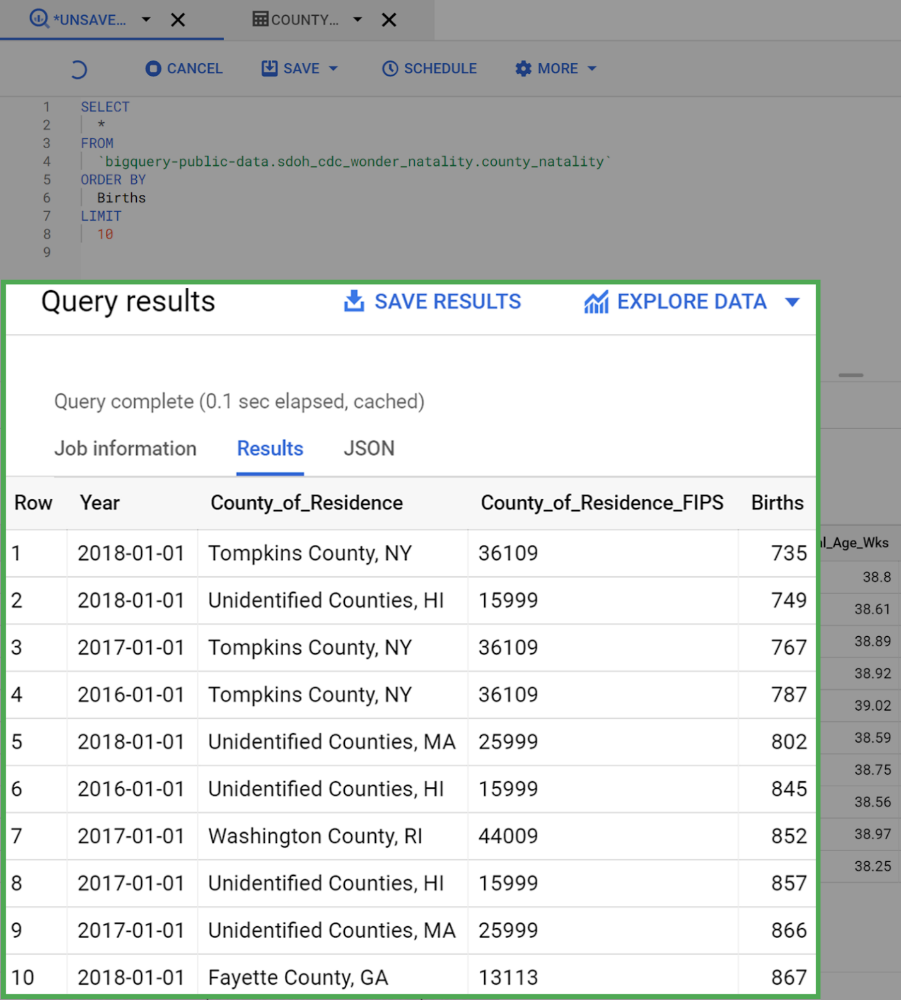 *UNSAVE... COUNTY...
CANCEL SAVE SCHEDULE MORE
1 SELECT
2 *
3 FROM
4 `bigquery-public-data.sdoh_cdc_wonder_natality.county_natality`
5 ORDER BY
6 Births
7 LIMIT
8 10
9
Query results SAVE RESULTS EXPLORE DATA
Query complete (0.1 sec elapsed, cached)
Job information Results JSON
Row Year County_of_Residence County_of_Residence_FIPS Births
l_Age_Wks
1 2018-01-01 Tompkins County, NY 36109 735
38.8
2 2018-01-01 Unidentified Counties, HI 15999 749
38.61
3 2017-01-01 Tompkins County, NY 36109 767
38.89
4 2016-01-01 Tompkins County, NY 36109 787
38.92
39.02
5 2018-01-01 Unidentified Counties, MA 25999 802
38.59
38.75
6 2016-01-01 Unidentified Counties, HI 15999 845
38.56
7 2017-01-01 Washington County, RI 44009 852
38.97
38.25
8 2017-01-01 Unidentified Counties, HI 15999 857
9 2017-01-01 Unidentified Counties, MA 25999 866
10 2018-01-01 Fayette County, GA 13113 867